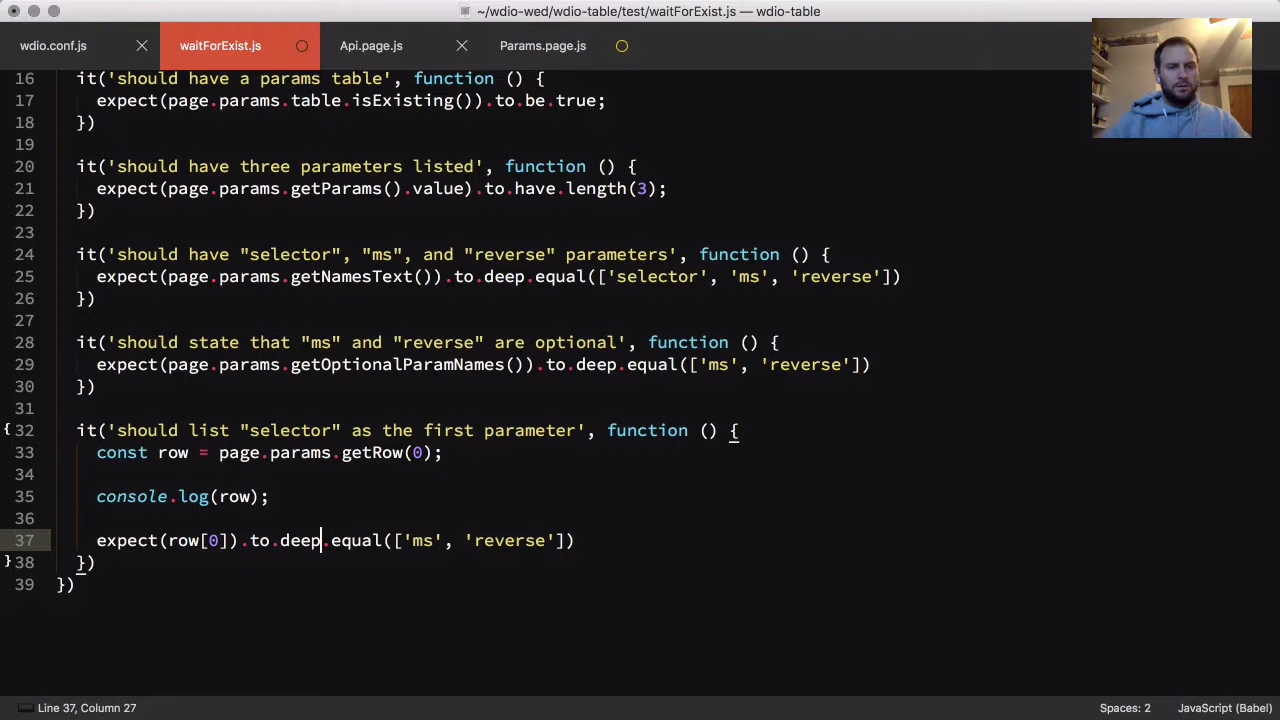 ~/wdio-wed/wdio-table/test/waitForExist.js — wdio-table
wdio.conf.js
waitForExist.js
Api.page.js
Params.page.js
16 it('should have a params table', function () {
17 expect(page.params.table.isExisting()).to.be.true;
18 })
19
20 it('should have three parameters listed', function () {
21 expect(page.params.getParams().value).to.have.length(3);
22 })
23
24 it('should have "selector", "ms", and "reverse" parameters', function () {
25 expect(page.params.getNamesText()).to.deep.equal(['selector', 'ms', 'reverse'])
26 })
27
28 it('should state that "ms" and "reverse" are optional', function () {
29 expect(page.params.getOptionalParamNames()).to.deep.equal(['ms', 'reverse'])
30 })
31
{32 it('should list "selector" as the first parameter', function () {
33 const row = page.params.getRow(0);
34
35 console.log(row);
36
37 expect(row[0]).to.deep.equal(['ms', 'reverse'])
}38 })
39 })
Line 37, Column 27
Spaces: 2
JavaScript (Babel)